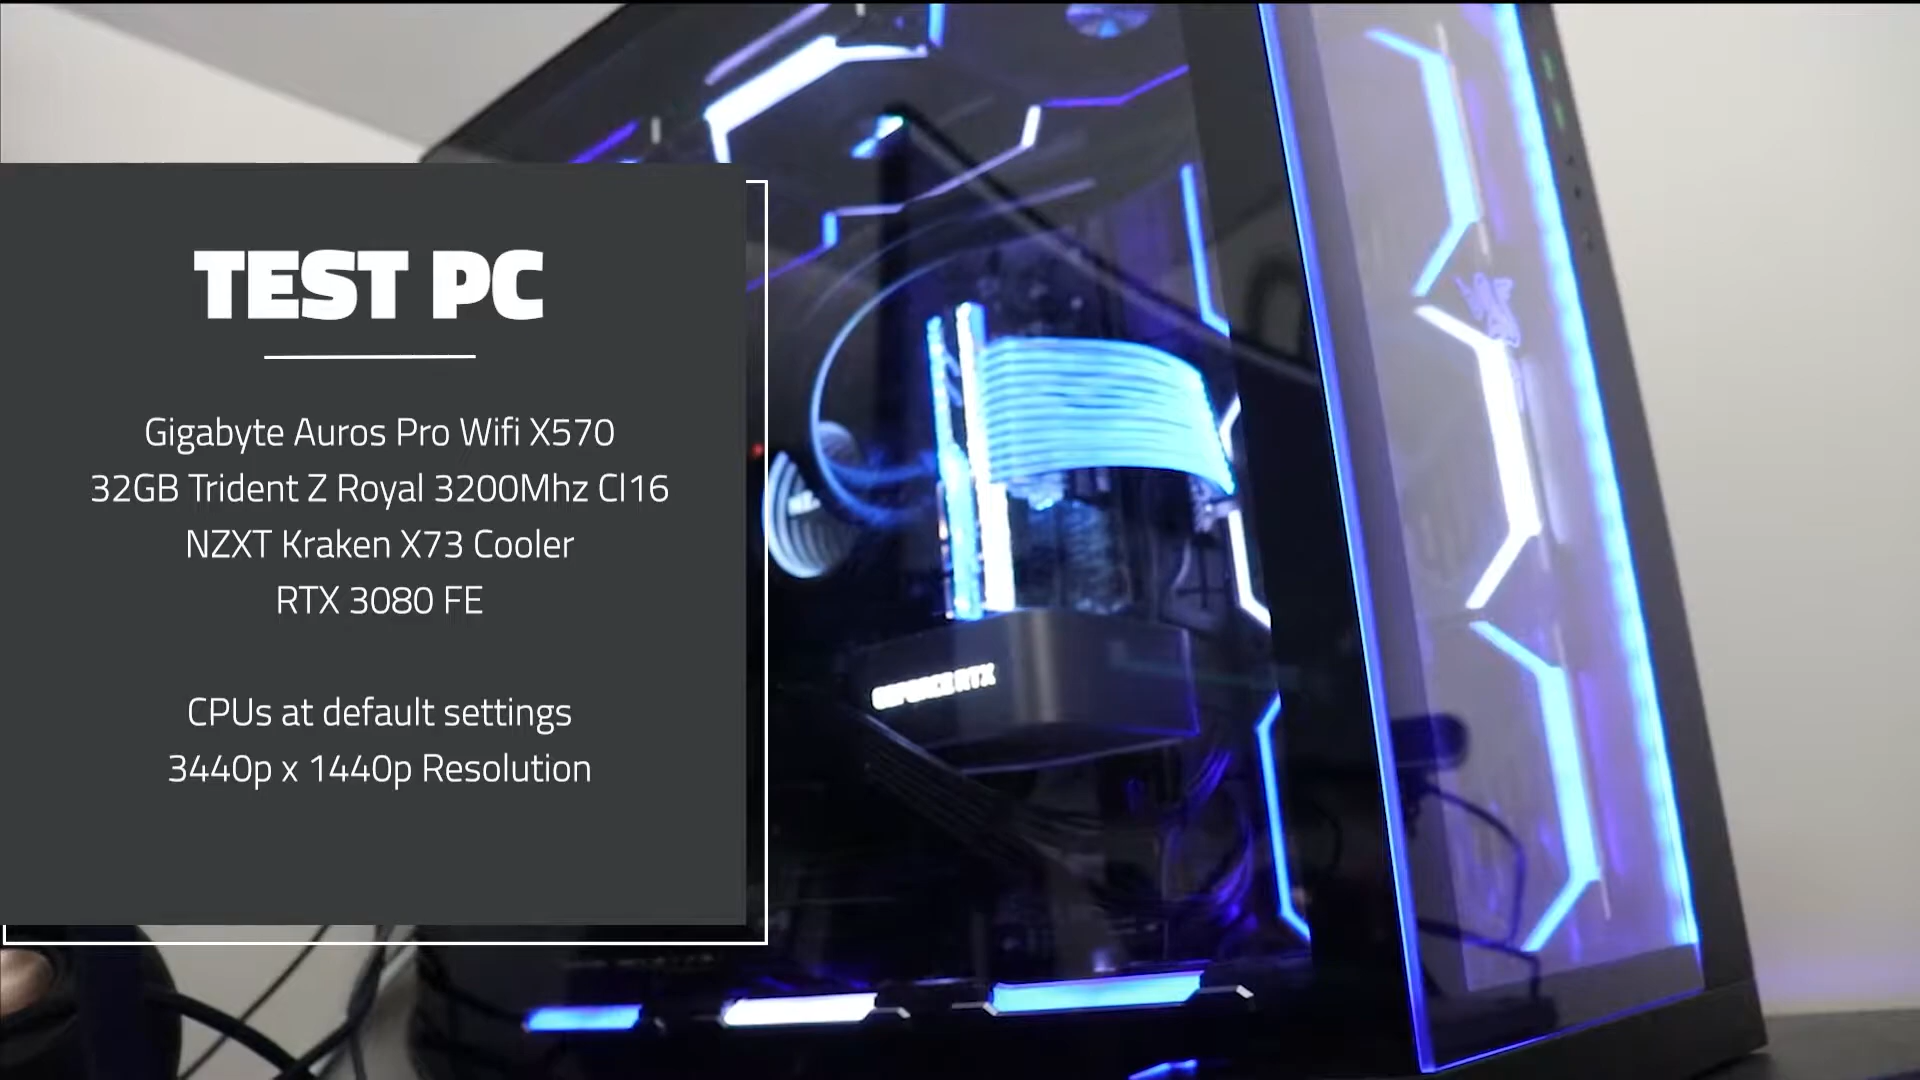 TEST PC
Gigabyte Auros Pro Wifi X570
32GB Trident Z Royal 3200Mhz Cl16
NZXT Kraken X73 Cooler
RTX 3080 FE
CPUs at default settings
3440p x 1440p Resolution
GEFORCE RTX